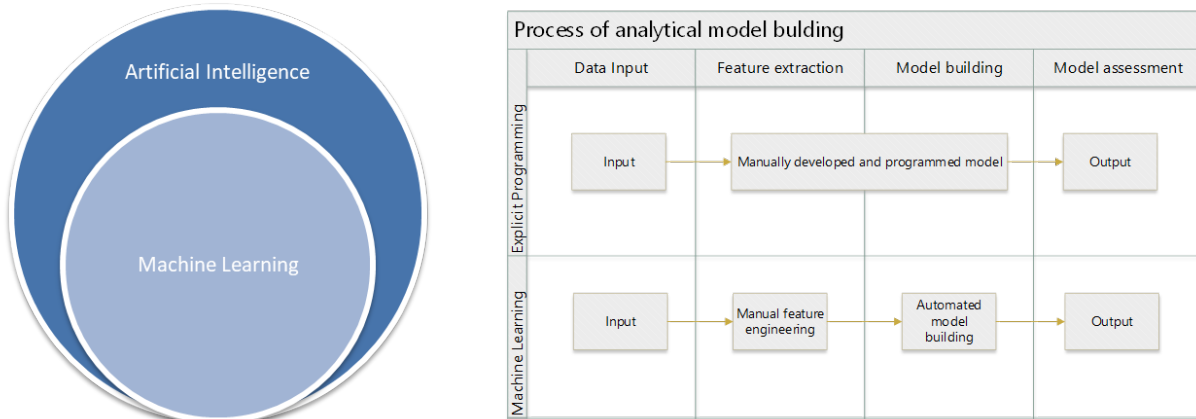 Artificial Intelligence
Machine Learning
Process of analytical model bulding
Data Input
Feature extraction
Model building
Model assessment
Explicit Programming
Input
Manually developed and programmed model
Output
Machine Learning
Input
Manual feature
engineering
Automated
model
building
Output